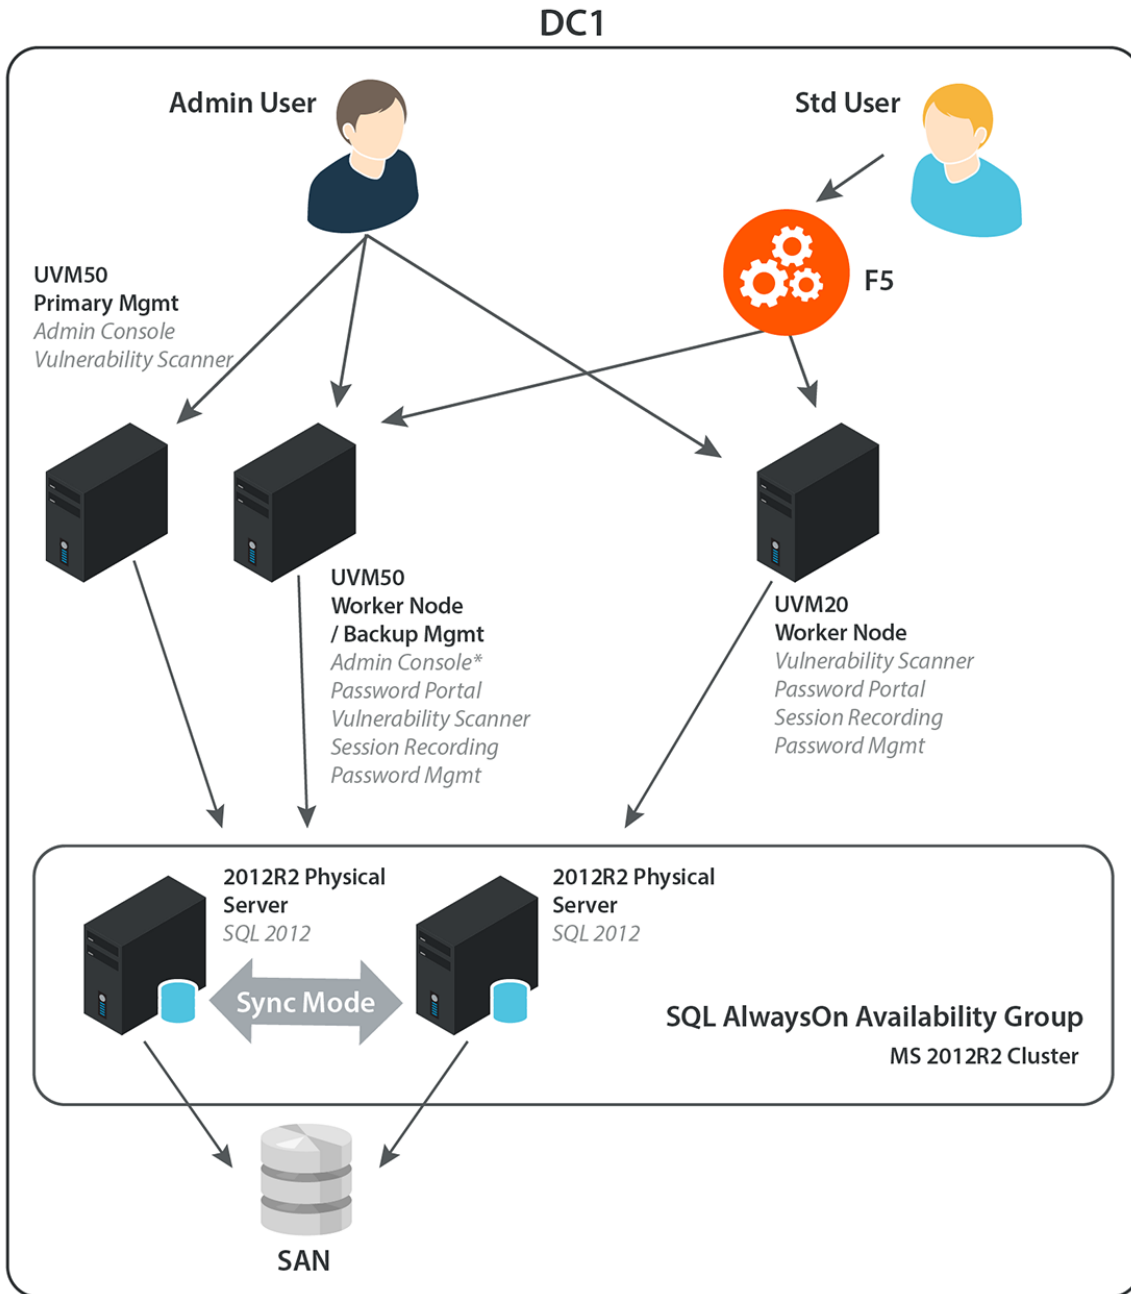 DC1
Admin User
Std User
F5
UVM50
Primary Mgmt
Admin Console
Vulnerability Scanner
UVM50
Worker Node
/ Backup Mgmt
Admin Console*
Password Portal
Vulnerability Scanner
Session Recording
Password Mgmt
UVM20
Worker Node
Vulnerability Scanner
Password Portal
Session Recording
Password Mgmt
2012R2 Physical
Server
SQL 2012
2012R2 Physical
Server
SQL 2012
Sync Mode
SQL AlwaysOn Availability Group
MS 2012R2 Cluster
SAN